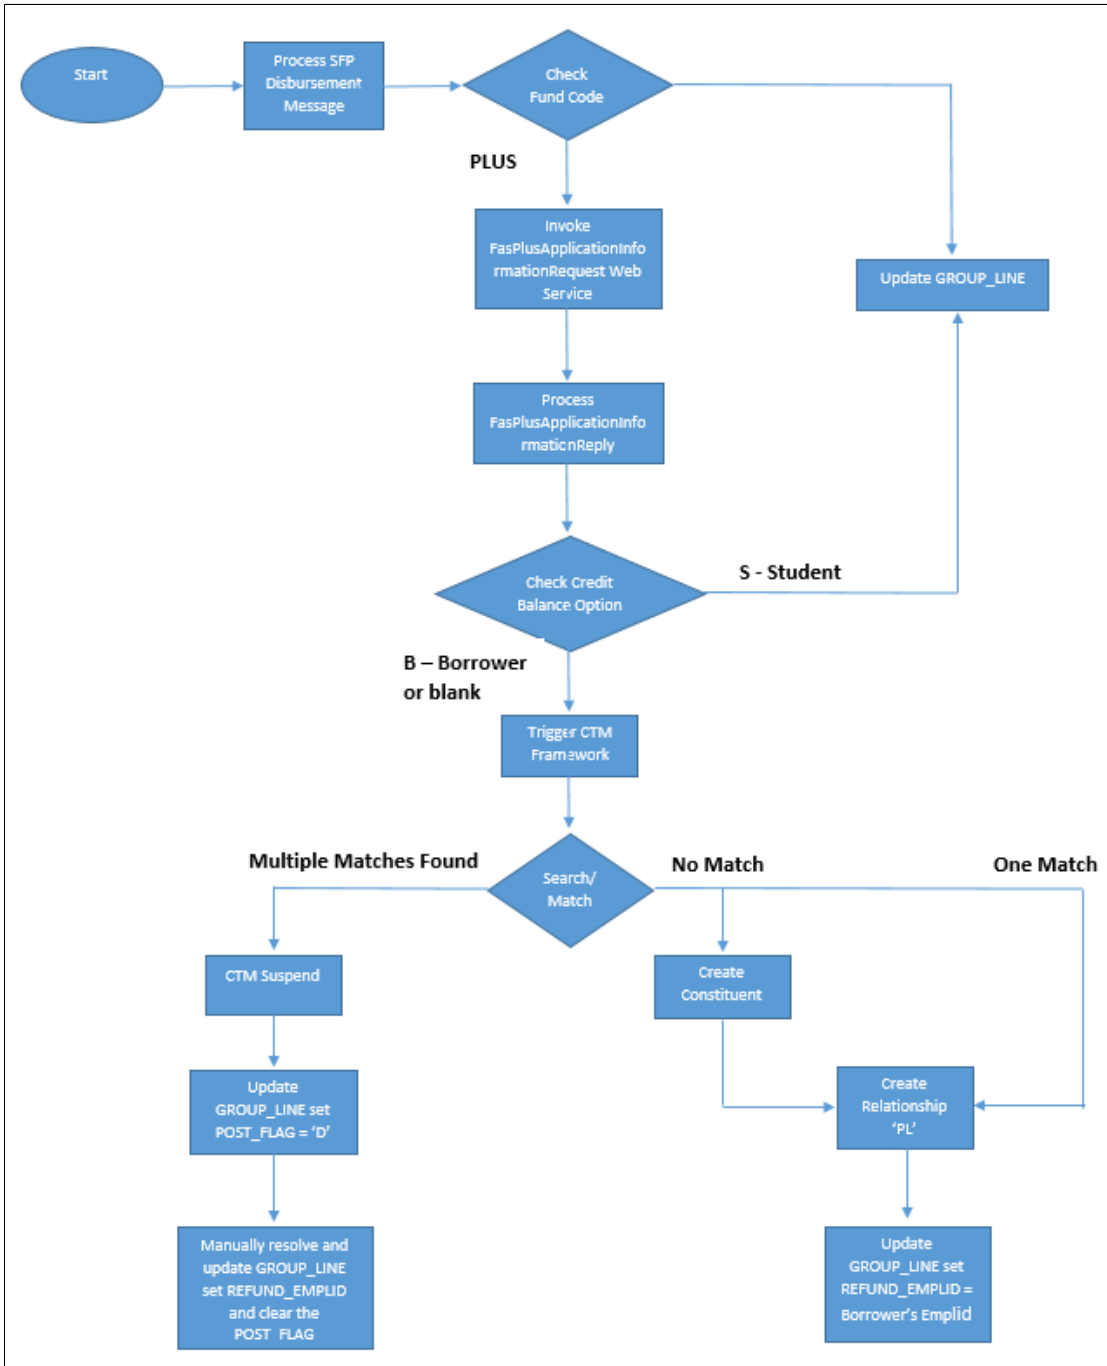 Start
Process SFP
Disbursement
Message
Check
Fund Code
PLUS
Invoke
FasPlusApplicationInfo
rmationRequest Web
Service
Update GROUP_LINE
Process
FasPlusApplicationInfo
rmationReply
Check Credit
Balance Option
S - Student
B – Borrower
or blank
Trigger CTM
Framework
Multiple Matches Found
Search/
Match
No Match
One Match
CTM Suspend
Create
Constituent
Update
GROUP_LINE set
POST_FLAG = ‘D’
Create
Relationship
‘PL’
Manually resolve and
update GROUP_LINE
set REFUND_EMPLID
and clear the
POST_FLAG
Update
GROUP_LINE set
REFUND_EMPLID =
Borrower’s Emplid